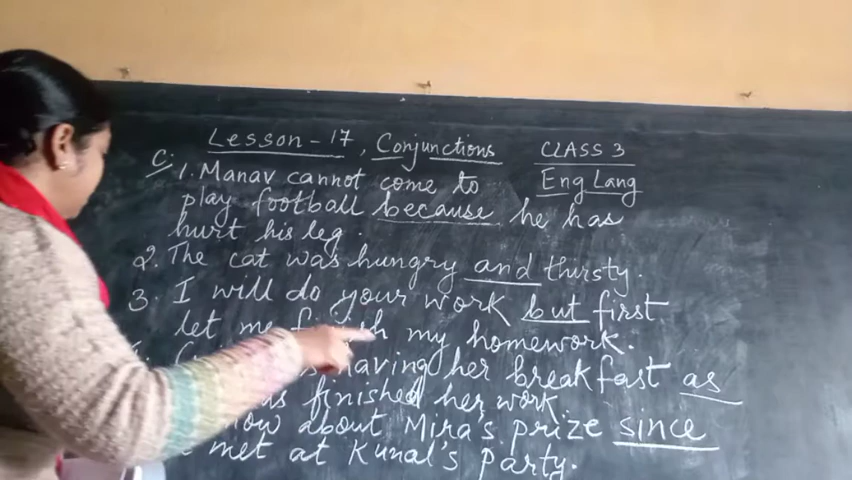 Lesson - 17, Conjunctions CLASS 3
Eng Lang
C. 1. Manav cannot come to
play football because he has
hurt his leg.
2. The cat was hungry and thirsty.
3. I will do your work but first
let me finish my homework.
having her breakfast as
finished her work.
about Mira's prize since
met at Kunal's party.